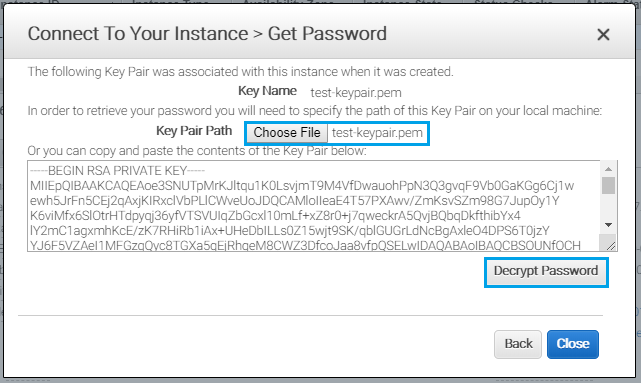 Connect To Your Instance > Get Password
The following Key Pair was associated with this instance when it was created.
Key Name test-keypair.pem
In order to retrieve your password you will need to specify the path of this Key Pair on your local machine:
Key Pair Path Choose File test-keypair.pem
Or you can copy and paste the contents of the Key Pair below:
-----BEGIN RSA PRIVATE KEY-----
MIIEpQIBAAKCAQEAoe3SNUTpMrKJltqu1K0LsvjmT9M4VfDwauohPpN3Q3gvqF9Vb0GaKGg6Cj1w
ewh5JrFn5CEj2qAxjKIRxclVbPLlCWveUoJDQCAMloIIeaE4T57PXAwv/ZmKsvSZm98G7JupOy1Y
K6viMfx6SlOtrHTdpyqj36yfVTSVUIqZbGcxl10mLf+xZ8r0+j7qweckrA5QvjBQbqDkfthibYx4
lY2mC1agxmhKcE/zK7RHiRb1iAx+UHeDbILLs0Z15wjt9SK/qblGUGrLdNcBgAxleO4DPS6T0jzY
YJ6F5VZAeI1MFGzgQyc8TGXa5gEjRhgeM8CWZ3DfcoJaa8vfpQSELwIDAQABAoIBAQCBSOUNfOCH
Decrypt Password
Back Close